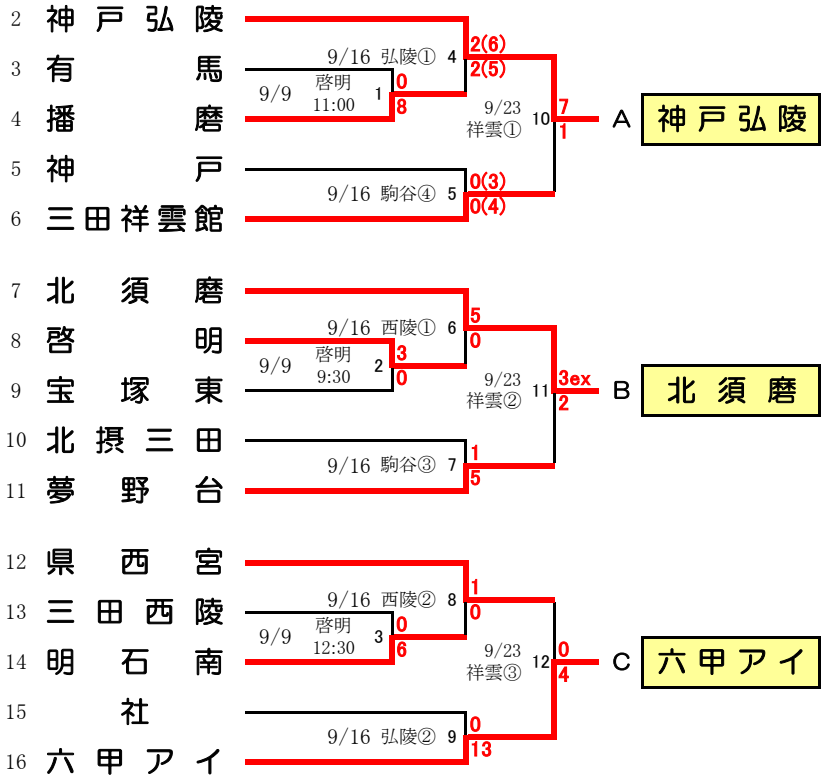 2 神戸弘陵
9/16 弘陵① 4 2(6)
2(5)
3 有馬
9/9 啓明 11:00 1 0
8
4 播磨
9/23 祥雲① 10 7
1
A 神戸弘陵
5 神戸
9/16 駒谷④ 5 0(3)
0(4)
6 三田祥雲館
7 北須磨
9/16 西陵① 6 5
0
8 啓明
9/9 啓明 9:30 2 3
0
9 宝塚東
9/23 祥雲② 11 3ex
2
B 北須磨
10 北摂三田
9/16 駒谷③ 7 1
5
11 夢野台
12 県西宮
9/16 西陵② 8 1
0
13 三田西陵
9/9 啓明 12:30 3 0
6
14 明石南
9/23 祥雲③ 12 0
4
C 六甲アイ
15 社
9/16 弘陵② 9 0
13
16 六甲アイ